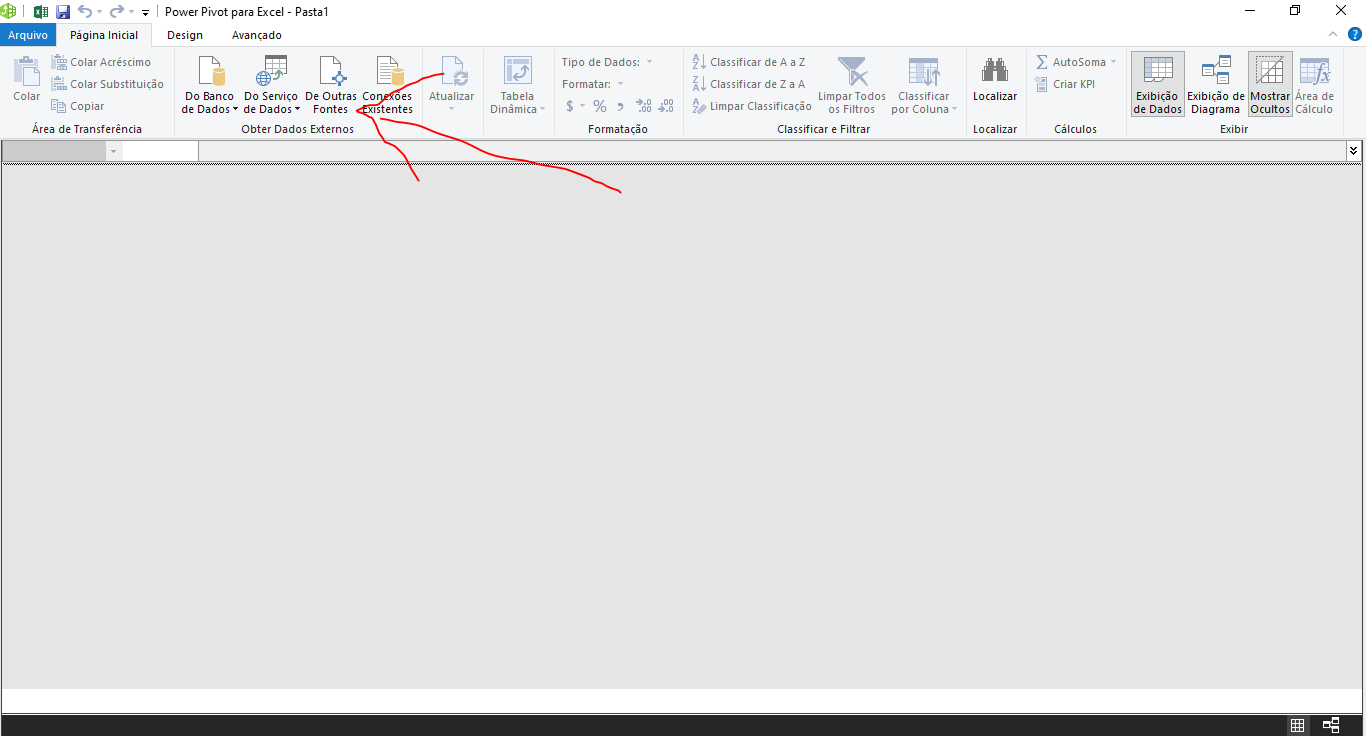 Power Pivot para Excel - Pasta1
Arquivo
Página Inicial
Design
Avançado
Colar
Colar Acréscimo
Colar Substituição
Copiar
Área de Transferência
Do Banco
de Dados
Do Serviço
de Dados
De Outras
Fontes
Conexões
Existentes
Obter Dados Externos
Atualizar
Tabela
Dinâmica
Tipo de Dados:
Formatar:
$ % , ,00 ,00
Formatação
Classificar de A a Z
Classificar de Z a A
Limpar Classificação
Limpar Todos
os Filtros
Classificar
por Coluna
Classificar e Filtrar
Localizar
Localizar
AutoSoma
Criar KPI
Cálculos
Exibição
de Dados
Exibição de
Diagrama
Mostrar
Ocultos
Área de
Cálculo
Exibir